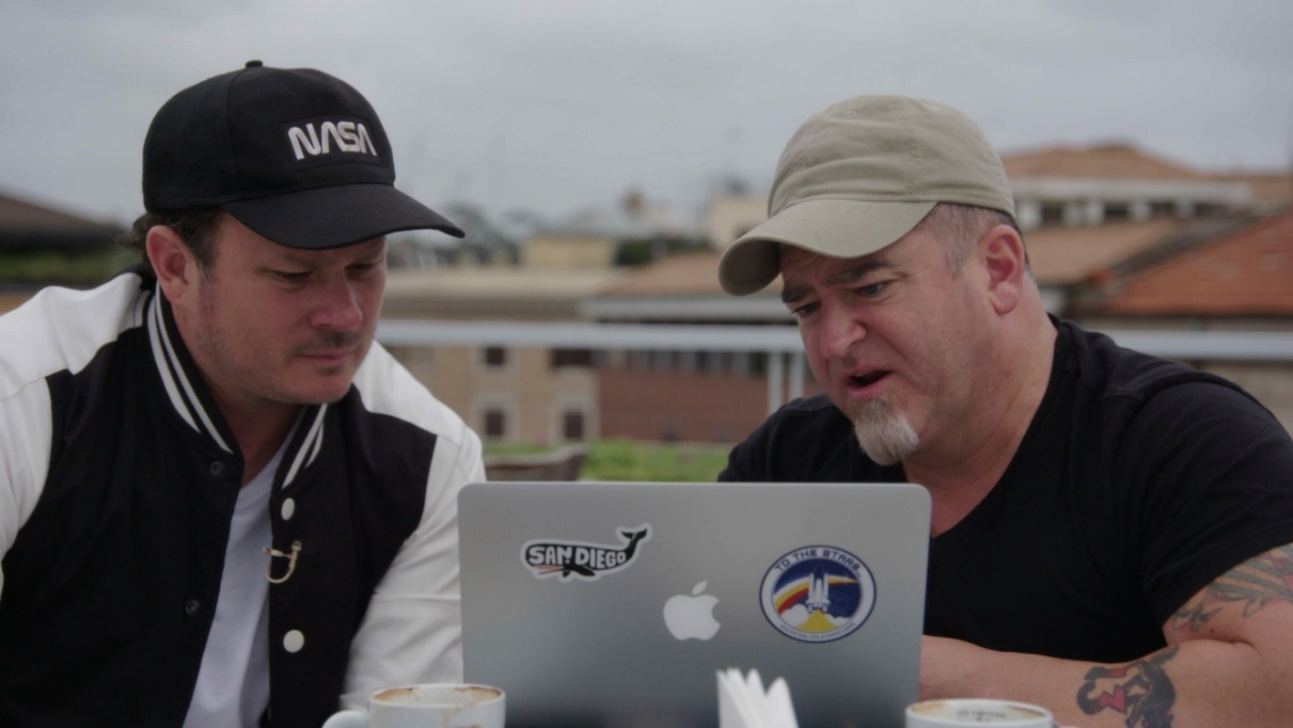 NASA
SAN DIEGO
TO THE STARS